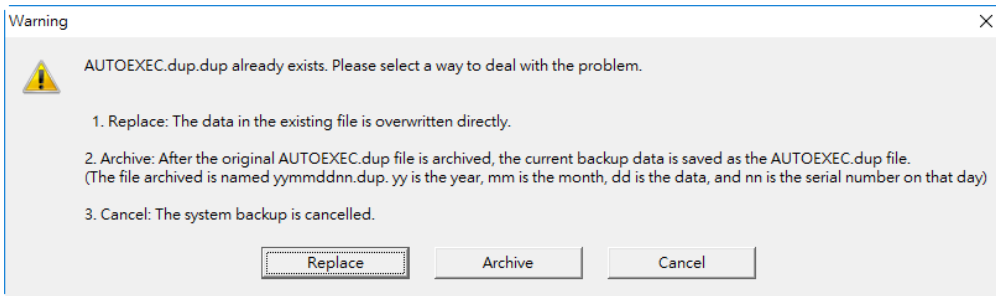 Warning
AUTOEXEC.dup.dup already exists. Please select a way to deal with the problem.
1. Replace: The data in the existing file is overwritten directly.
2. Archive: After the original AUTOEXEC.dup file is archived, the current backup data is saved as the AUTOEXEC.dup file.
(The file archived is named yymmddnn.dup. yy is the year, mm is the month, dd is the data, and nn is the serial number on that day)
3. Cancel: The system backup is cancelled.
Replace Archive Cancel